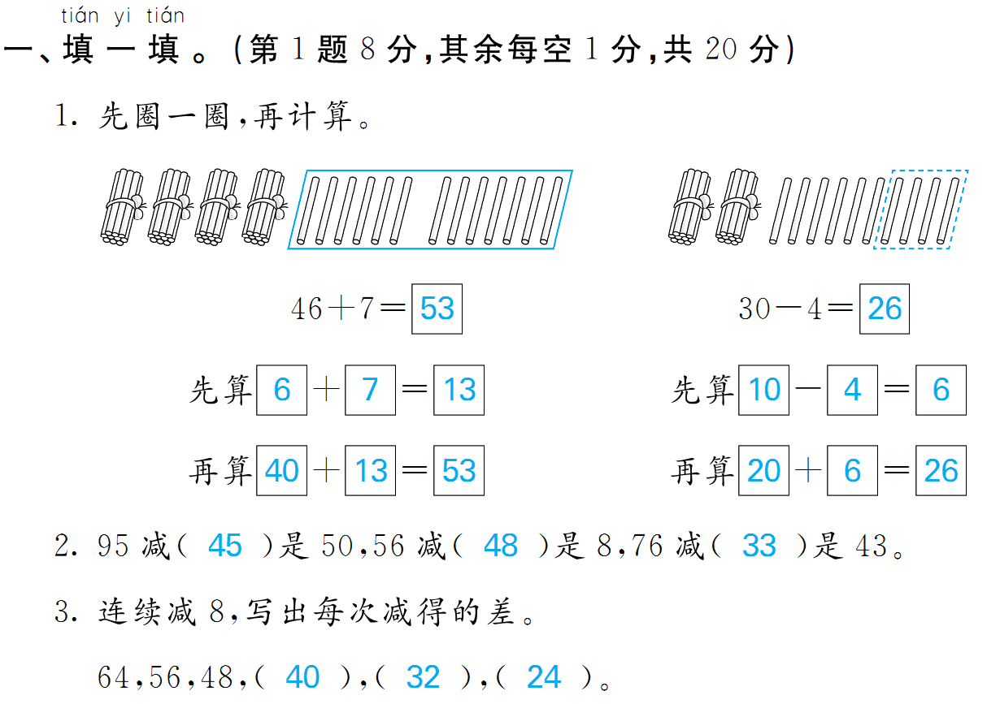 tián yi tián
一、填一填。(第1题8分,其余每空1分,共20分)
1. 先圈一圈,再计算。
46+7=53 30-4=26
先算6+7=13 先算10-4=6
再算40+13=53 再算20+6=26
2. 95减( 45 )是50,56减( 48 )是8,76减( 33 )是43。
3. 连续减8,写出每次减得的差。
64,56,48,( 40 ),( 32 ),( 24 )。